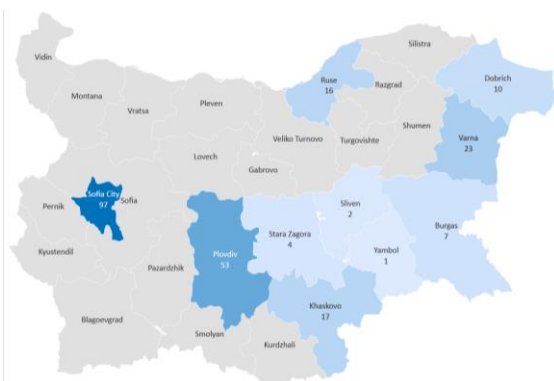 Silistra
Vidin
Ruse
16
Razgrad
Dobrich
10
Montana
Vratsa
Pleven
Veliko Turnovo
Turgovishte
Shumen
Varna
23
Lovech
Gabrovo
Sofia City
97
Sofia
Pernik
Sliven
2
Stara Zagora
4
Burgas
7
Kyustendil
Plovdiv
53
Yambol
1
Pazardzhik
Khaskovo
17
Blagoevgrad
Smolyan
Kurdzhali